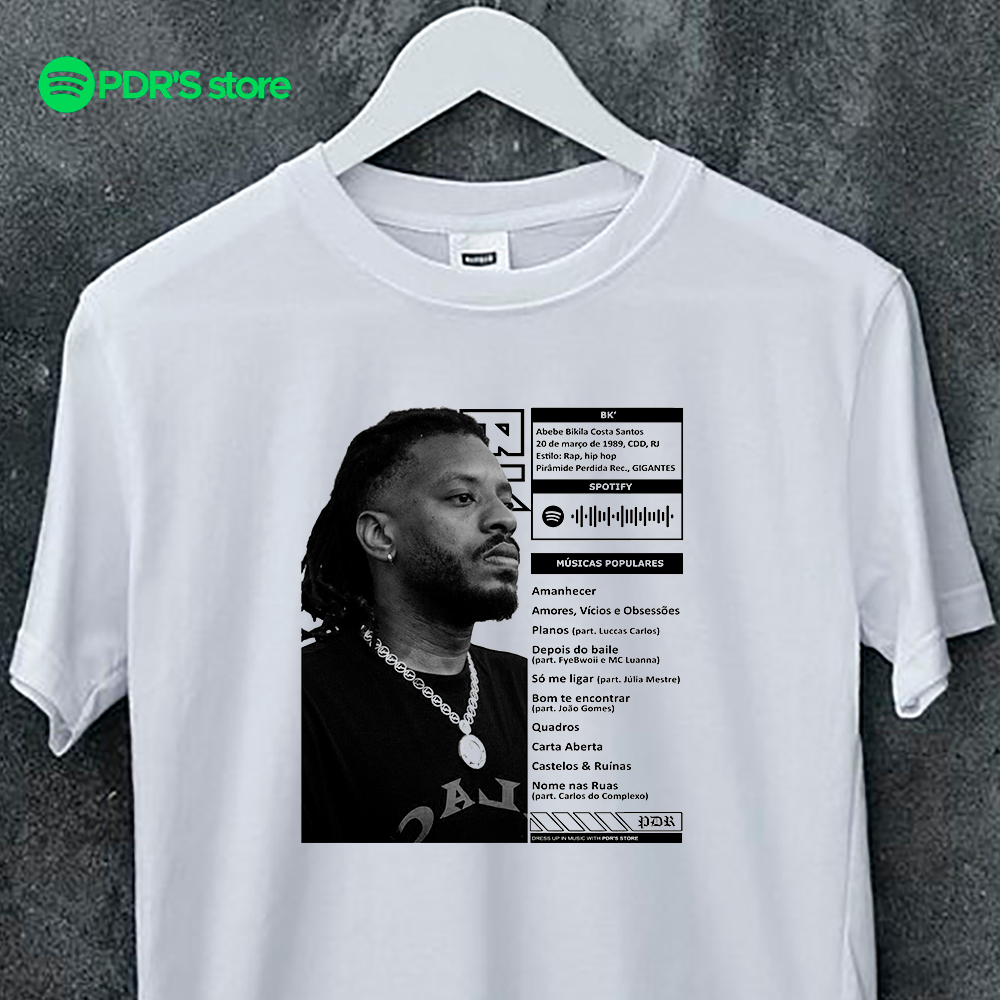 PDR'S store
BK'
BK'
Abebe Bikila Costa Santos
20 de março de 1989, CDD, RJ
Estilo: Rap, hip hop
Pirâmide Perdida Rec., GIGANTES
SPOTIFY
MÚSICAS POPULARES
Amanhecer
Amores, Vícios e Obsessões
Planos (part. Luccas Carlos)
Depois do baile
(part. FyeBwoii e MC Luanna)
Só me ligar (part. Júlia Mestre)
Bom te encontrar
(part. João Gomes)
Quadros
Carta Aberta
Castelos & Ruínas
Nome nas Ruas
(part. Carlos do Complexo)
PDR
DRESS UP IN MUSIC WITH PDR'S STORE